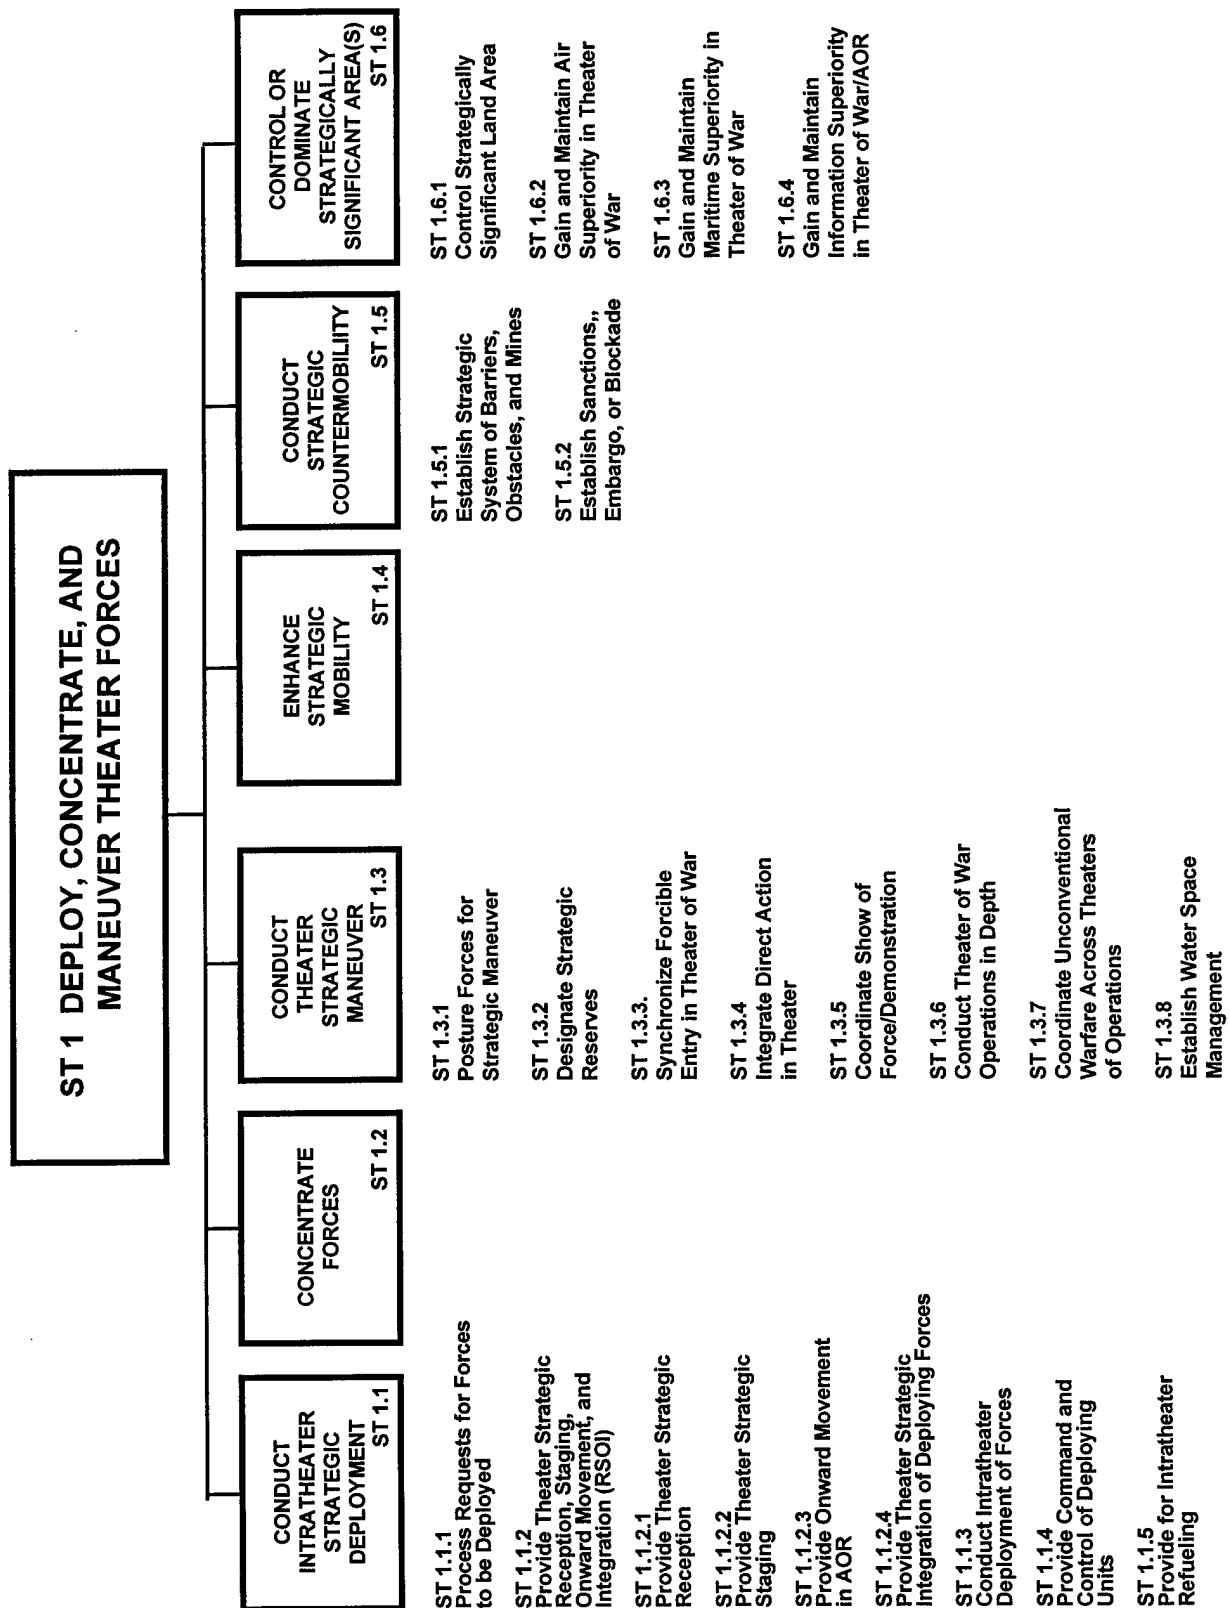 ST 1 DEPLOY, CONCENTRATE, AND
MANEUVER THEATER FORCES
CONDUCT
INTRATHEATER
STRATEGIC
DEPLOYMENT
ST 1.1
ST 1.1.1
Process Requests for Forces
to be Deployed
ST 1.1.2
Provide Theater Strategic
Reception, Staging,
Onward Movement, and
Integration (RSOI)
ST 1.1.2.1
Provide Theater Strategic
Reception
ST 1.1.2.2
Provide Theater Strategic
Staging
ST 1.1.2.3
Provide Onward Movement
in AOR
ST 1.1.2.4
Provide Theater Strategic
Integration of Deploying Forces
ST 1.1.3
Conduct Intratheater
Deployment of Forces
ST 1.1.4
Provide Command and
Control of Deploying
Units
ST 1.1.5
Provide for Intratheater
Refueling
CONCENTRATE
FORCES
ST 1.2
CONDUCT
THEATER
STRATEGIC
MANEUVER
ST 1.3
ST 1.3.1
Posture Forces for
Strategic Maneuver
ST 1.3.2
Designate Strategic
Reserves
ST 1.3.3.
Synchronize Forcible
Entry in Theater of War
ST 1.3.4
Integrate Direct Action
in Theater
ST 1.3.5
Coordinate Show of
Force/Demonstration
ST 1.3.6
Conduct Theater of War
Operations in Depth
ST 1.3.7
Coordinate Unconventional
Warfare Across Theaters
of Operations
ST 1.3.8
Establish Water Space
Management
ENHANCE
STRATEGIC
MOBILITY
ST 1.4
CONDUCT
STRATEGIC
COUNTERMOBILIITY
ST 1.5
ST 1.5.1
Establish Strategic
System of Barriers,
Obstacles, and Mines
ST 1.5.2
Establish Sanctions,,
Embargo, or Blockade
CONTROL OR
DOMINATE
STRATEGICALLY
SIGNIFICANT AREA(S)
ST 1.6
ST 1.6.1
Control Strategically
Significant Land Area
ST 1.6.2
Gain and Maintain Air
Superiority in Theater
of War
ST 1.6.3
Gain and Maintain
Maritime Superiority in
Theater of War
ST 1.6.4
Gain and Maintain
Information Superiority
in Theater of War/AOR